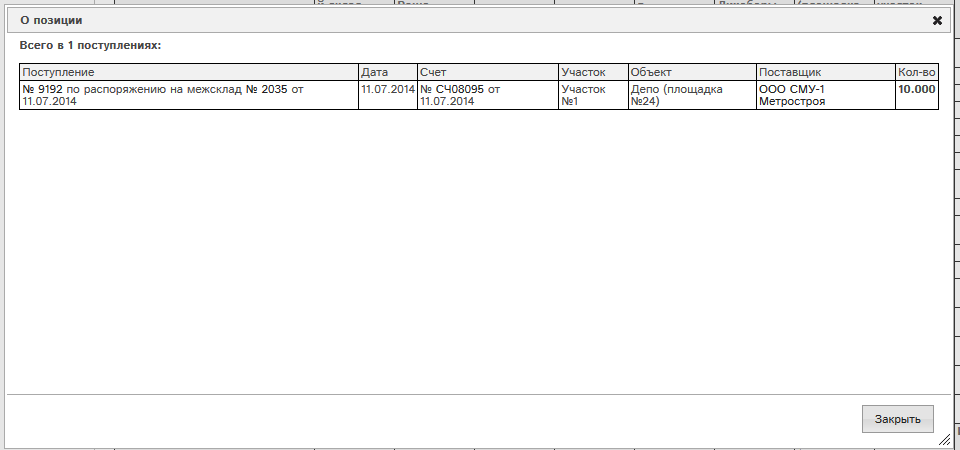 О позиции
Всего в 1 поступлениях:
Поступление Дата Счет Участок Объект Поставщик Кол-во
№ 9192 по распоряжению на межсклад № 2035 от 11.07.2014 № СЧ08095 от Участок Депо (площадка ООО СМУ-1 10.000
11.07.2014 11.07.2014 №1 №24) Метростроя
Закрыть